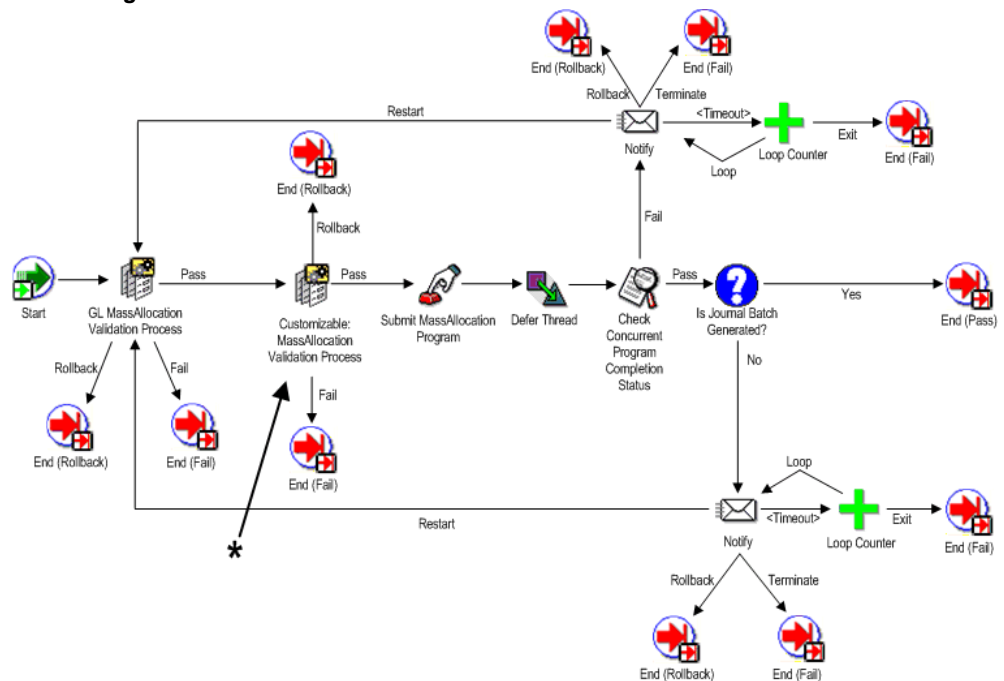 End (Rollback)
End (Fail)
Rollback
Terminate
Restart
<Timeout>
Notify
Loop Counter
Exit
End (Fail)
Loop
End (Rollback)
Rollback
Fail
Start
Pass
GL MassAllocation
Validation Process
Pass
Customizable:
MassAllocation
Validation Process
Submit MassAllocation
Program
Defer Thread
Check
Concurrent
Program
Completion
Status
Pass
Is Journal Batch
Generated?
Yes
End (Pass)
No
Rollback
Fail
End (Rollback)
End (Fail)
Fail
End (Fail)
*
Restart
Loop
Notify
<Timeout>
Loop Counter
Exit
End (Fail)
Rollback
Terminate
End (Rollback)
End (Fail)